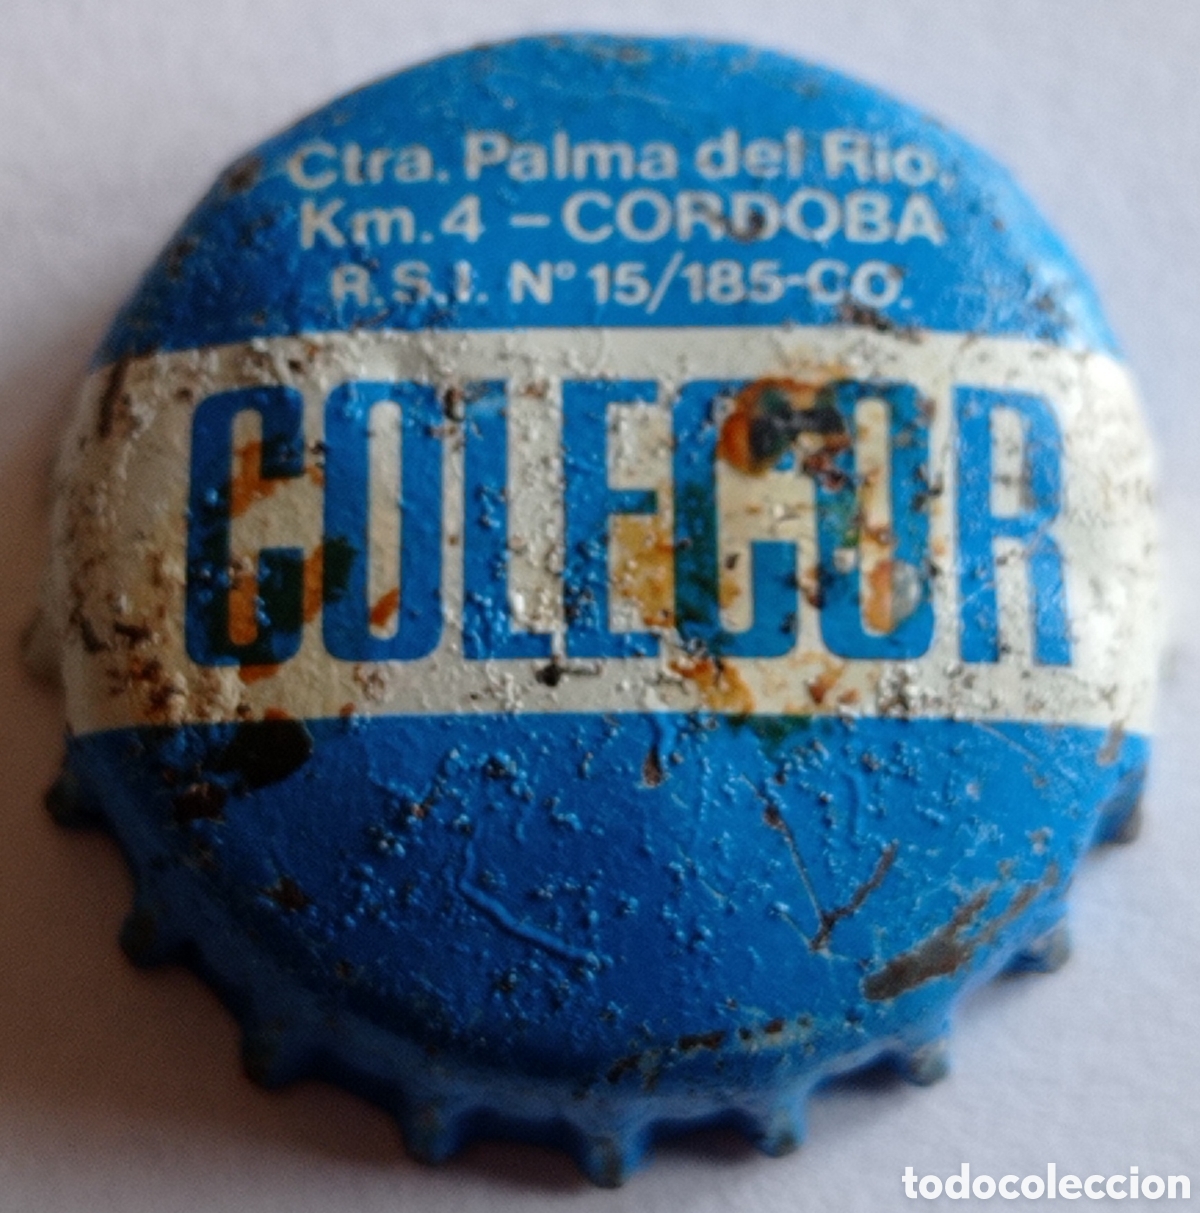 Ctra. Palma del Rio,
Km.4 - CORDOBA
R.S.I. Nº 15/185-CO.
COLECOR
todocoleccion